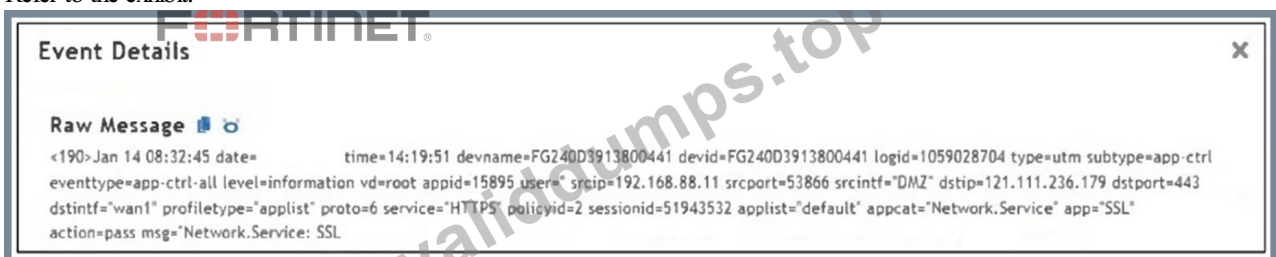 Refer to the exhibit.
FORTINET®
Event Details
Raw Message
<190>Jan 14 08:32:45 date= time=14:19:51 devname=FG240D3913800441 devid=FG240D3913800441 logid=1059028704 type=utm subtype=app-ctrl
eventtype=app-ctrl-all level=information vd=root appid=15895 user=" srcip=192.168.88.11 srcport=53866 srcintf="DMZ" dstip=121.111.236.179 dstport=443
dstintf="wan1" profiletype="applist" proto=6 service="HTTPS" policyid=2 sessionid=51943532 applist="default" appcat="Network.Service" app="SSL"
action=pass msg="Network.Service: SSL
validdumps.top